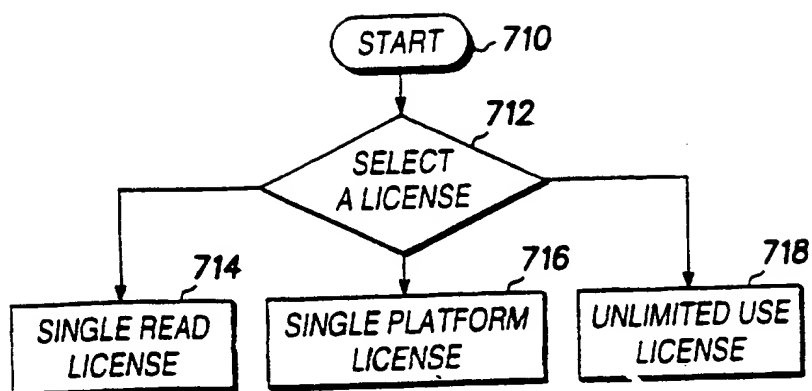 START
710
712
SELECT
A LICENSE
714
SINGLE READ
LICENSE
716
SINGLE PLATFORM
LICENSE
718
UNLIMITED USE
LICENSE